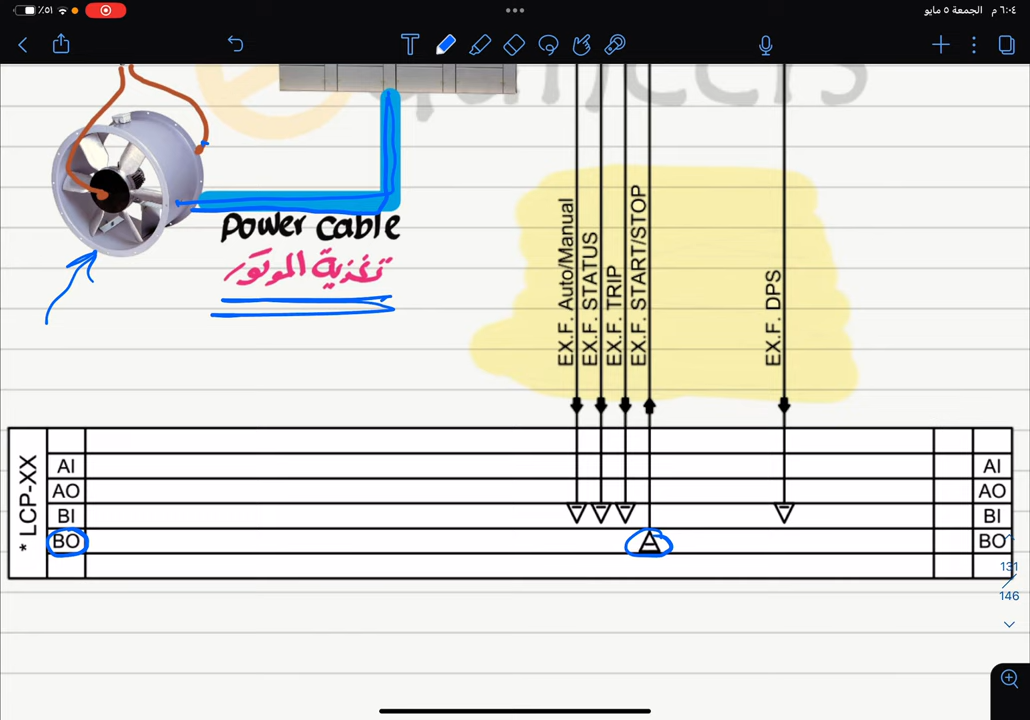 ٪٥١
٦:٠٤ م الجمعة ٥ مايو
T
Power cable
تغذية الموتور
EX.F. Auto/Manual
EX.F. STATUS
EX.F. TRIP
EX.F. START/STOP
EX.F. DPS
* LCP-XX
AI AI
AO AO
BI BI
BO BO
131
146